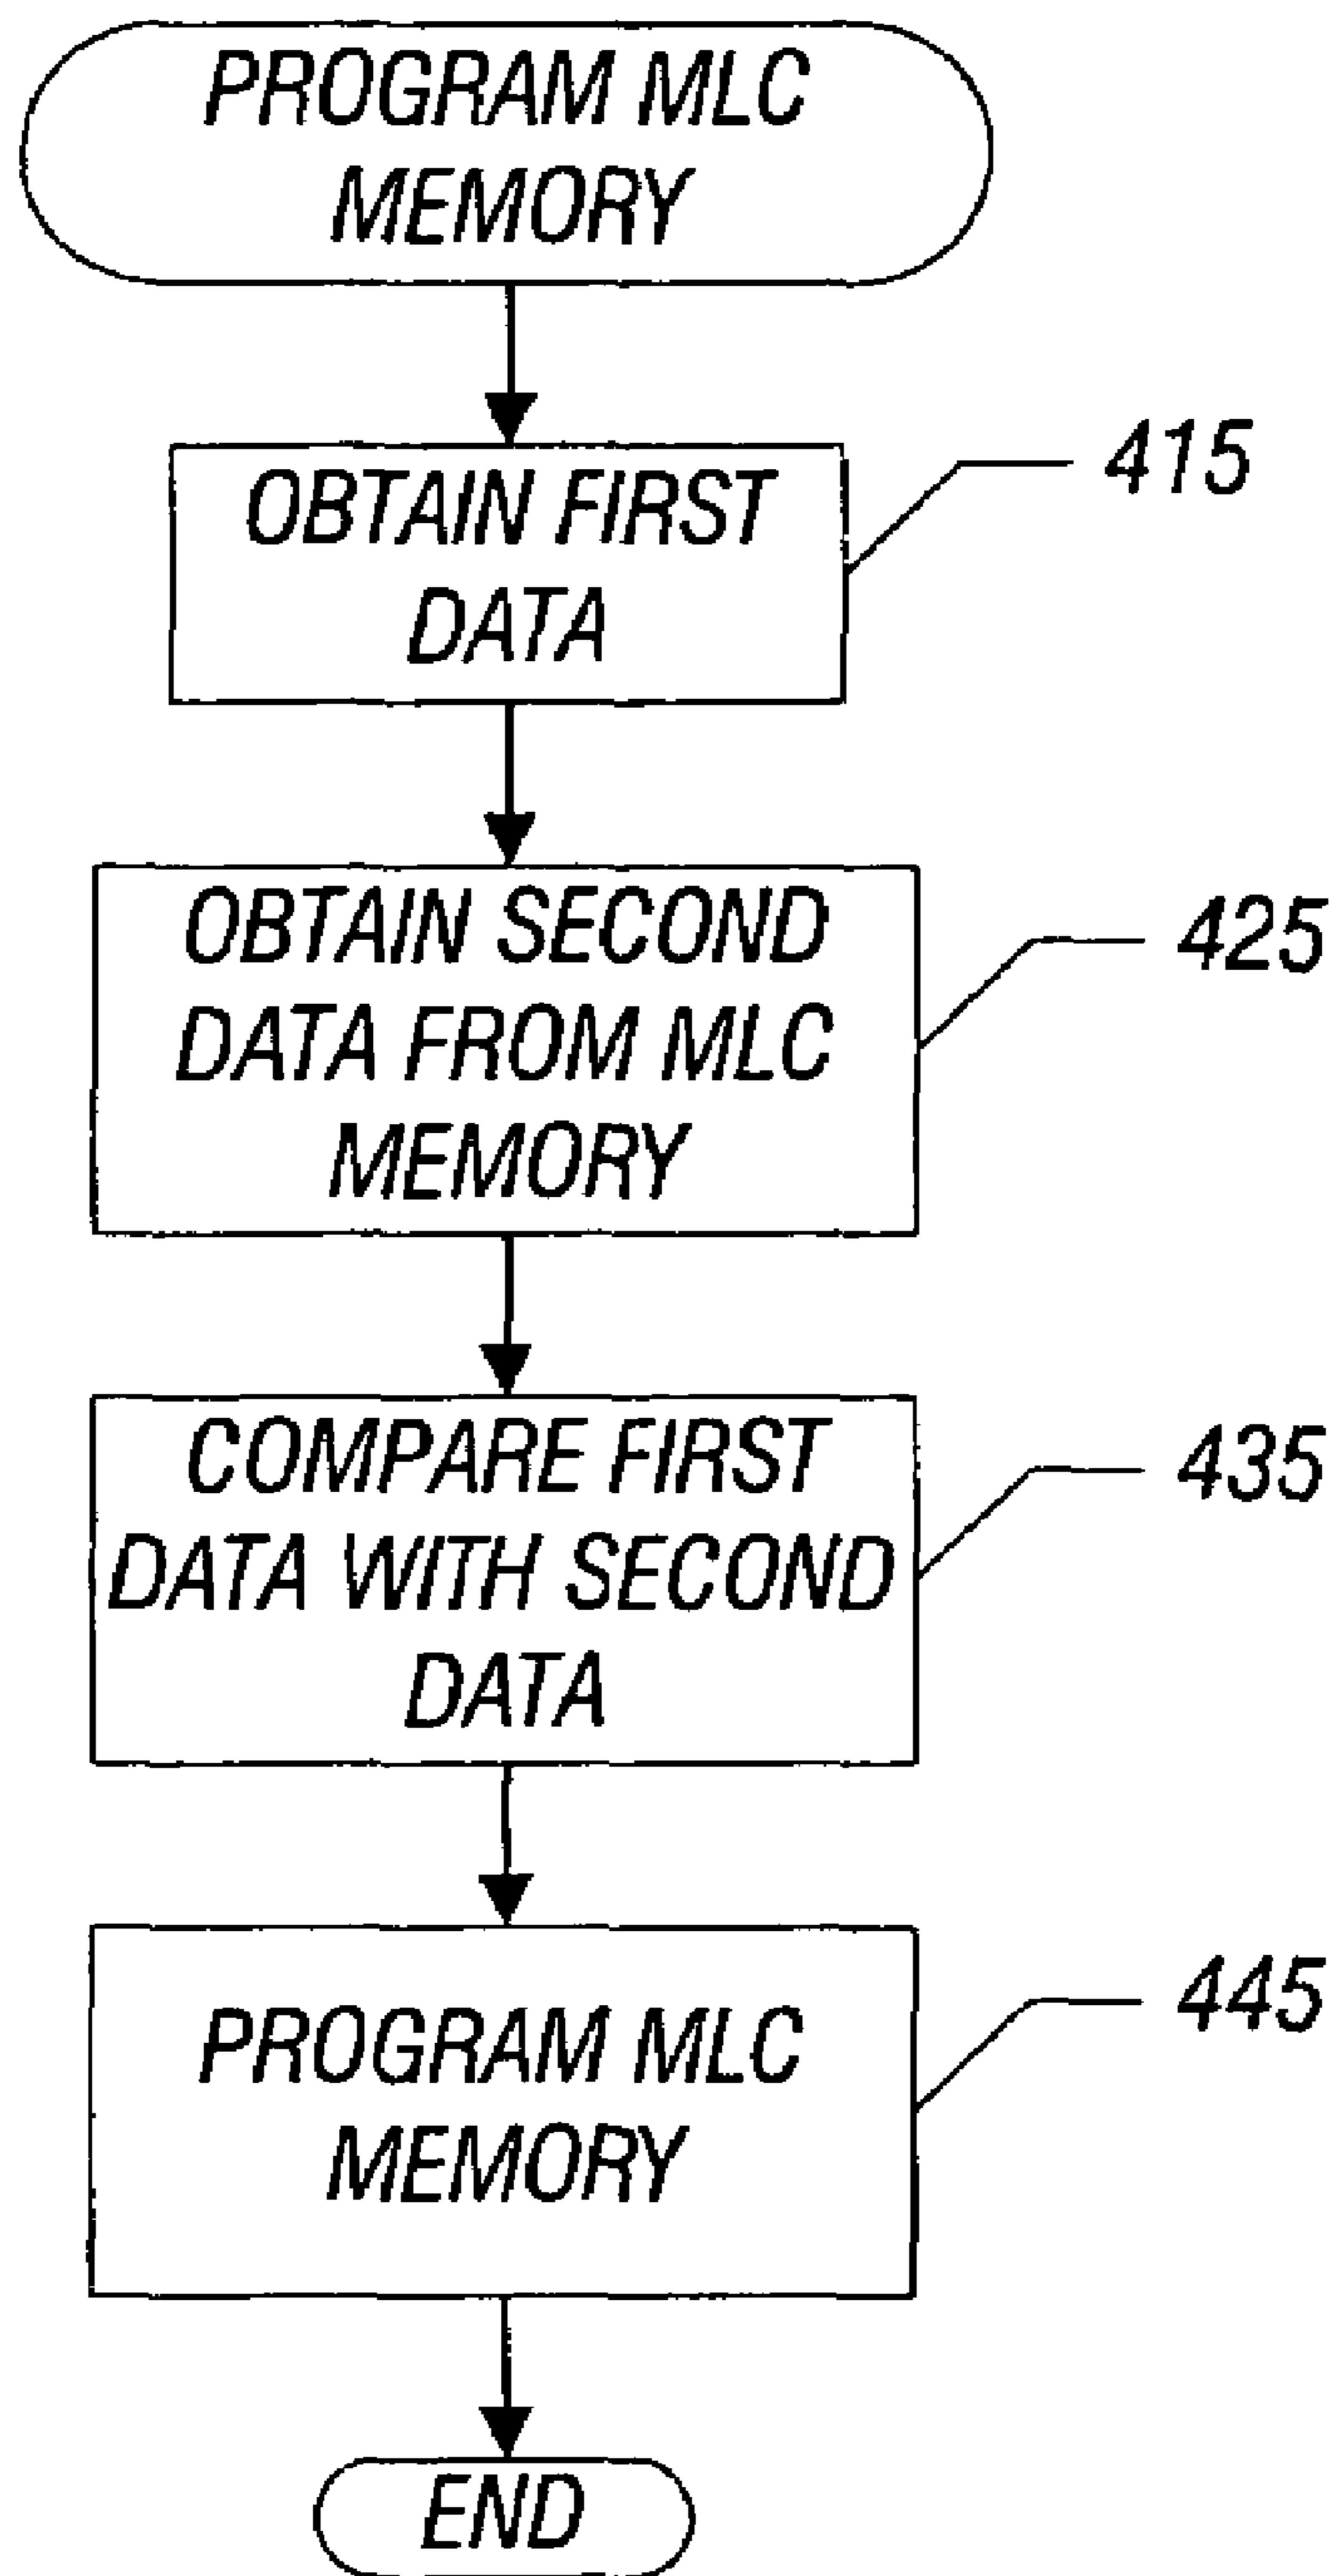 PROGRAM MLC
MEMORY
OBTAIN FIRST
DATA
415
OBTAIN SECOND
DATA FROM MLC
MEMORY
425
COMPARE FIRST
DATA WITH SECOND
DATA
435
PROGRAM MLC
MEMORY
445
END